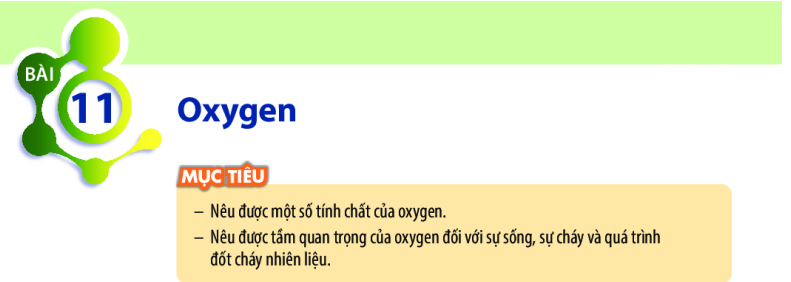 BÀI
11
Oxygen
MỤC TIÊU
– Nêu được một số tính chất của oxygen.
– Nêu được tầm quan trọng của oxygen đối với sự sống, sự cháy và quá trình
đốt cháy nhiên liệu.